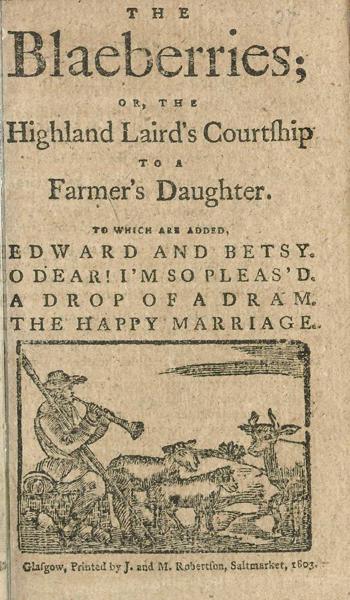 THE
Blaeberries;
OR, THE
Highland Laird's Courtſhip
TO A
Farmer's Daughter.
TO WHICH ARE ADDED,
EDWARD AND BETSY.
O DEAR! I'M SO PLEAS'D.
A DROP OF A DRAM.
THE HAPPY MARRIAGE.
Glaſgow, Printed by J. and M. Robertſon, Saltmarket, 1803.